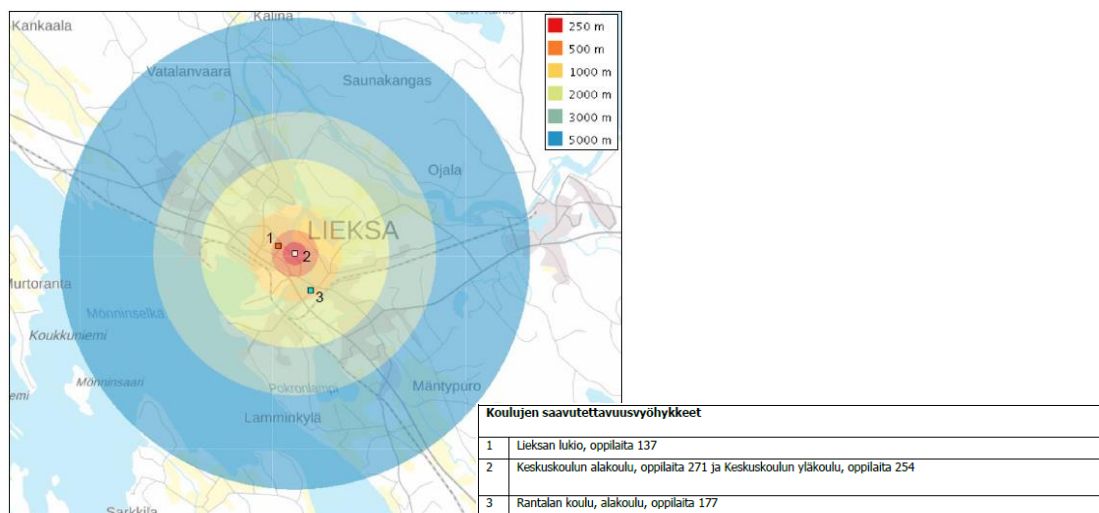 Kankaala
Kalina
Vatalanvaara
Saunakangas
Ojala
LIEKSA
1
2
3
Murtoranta
Mönninselkä
Koukkuniemi
Mönninsaari
Pokronlampi
Mäntypuro
Lamminkylä
Sarkkila
250 m
500 m
1000 m
2000 m
3000 m
5000 m
Koulujen saavutettavuusvyöhykkeet
1 Lieksan lukio, oppilaita 137
2 Keskuskoulun alakoulu, oppilaita 271 ja Keskuskoulun yläkoulu, oppilaita 254
3 Rantalan koulu, alakoulu, oppilaita 177